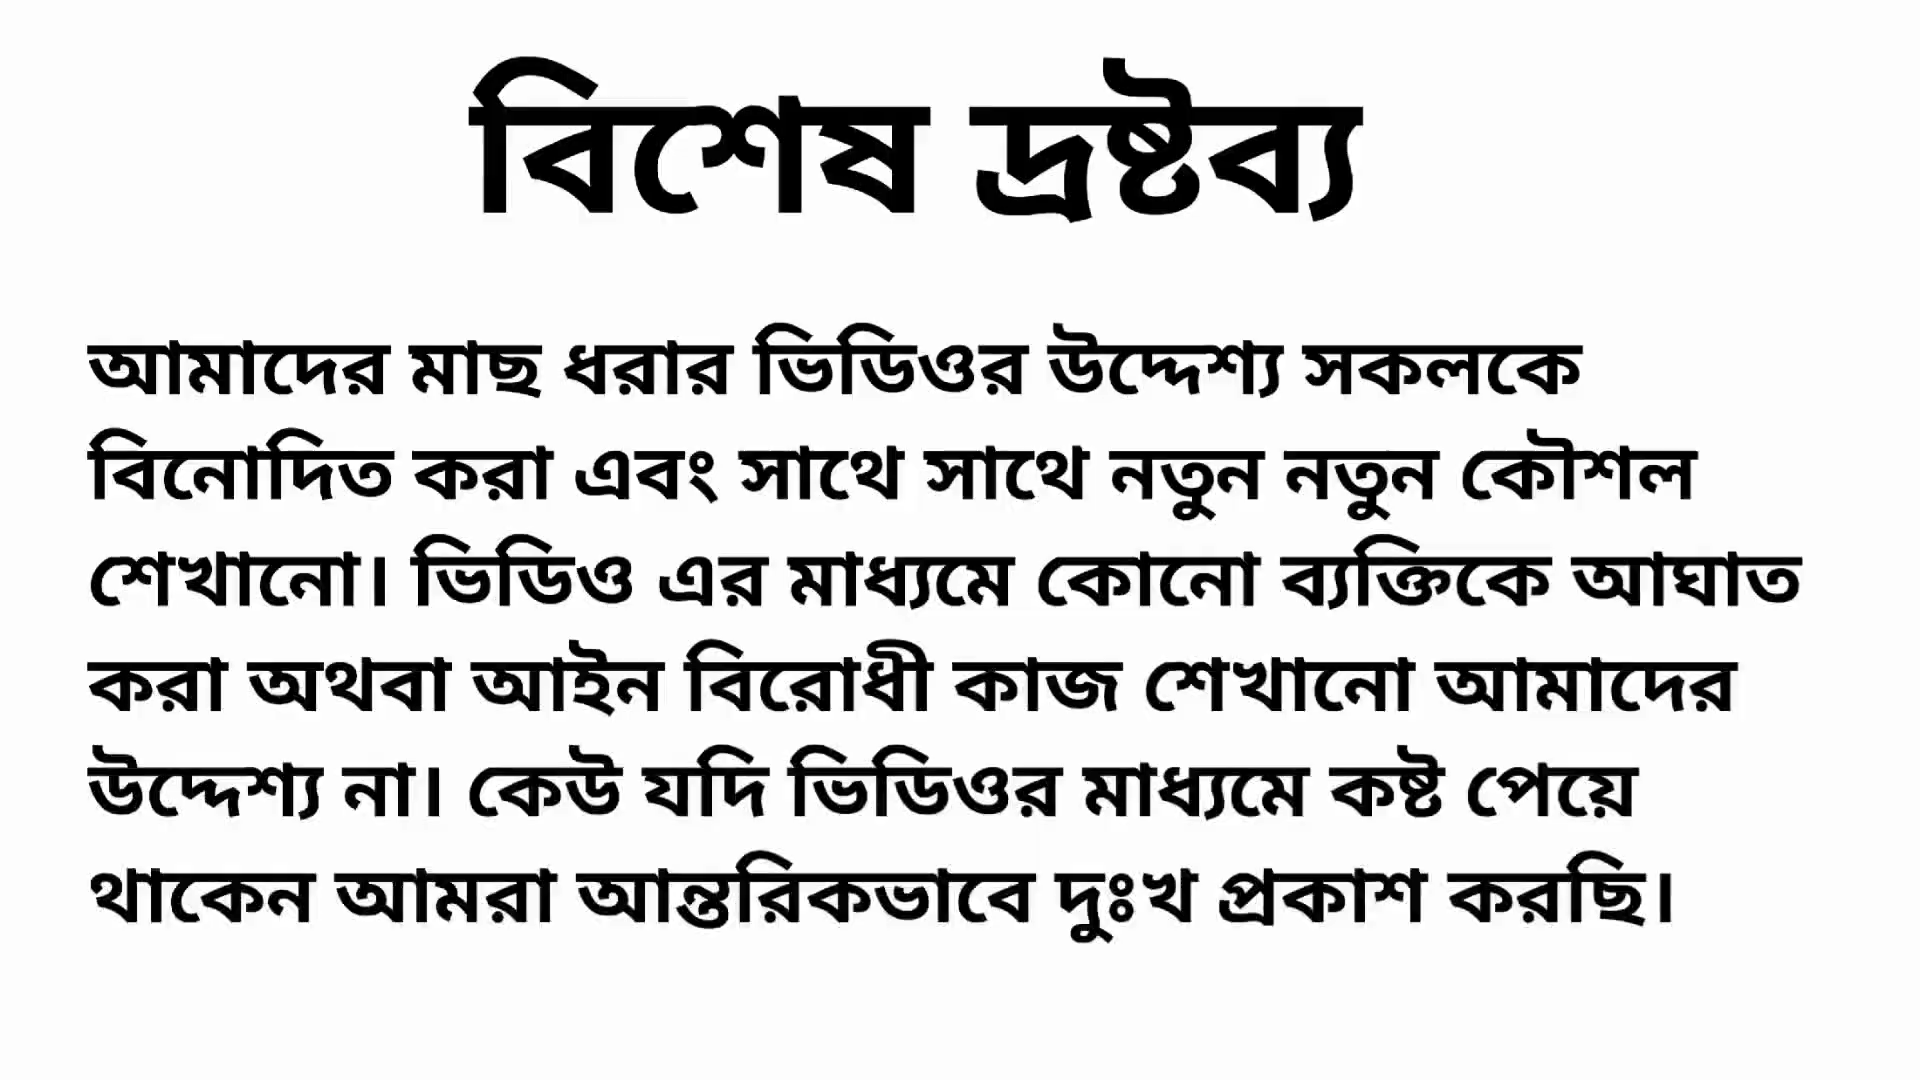 বিশেষ দ্রষ্টব্য
আমাদের মাছ ধরার ভিডিওর উদ্দেশ্য সকলকে
বিনোদিত করা এবং সাথে সাথে নতুন নতুন কৌশল
শেখানো। ভিডিও এর মাধ্যমে কোনো ব্যক্তিকে আঘাত
করা অথবা আইন বিরোধী কাজ শেখানো আমাদের
উদ্দেশ্য না। কেউ যদি ভিডিওর মাধ্যমে কষ্ট পেয়ে
থাকেন আমরা আন্তরিকভাবে দুঃখ প্রকাশ করছি।